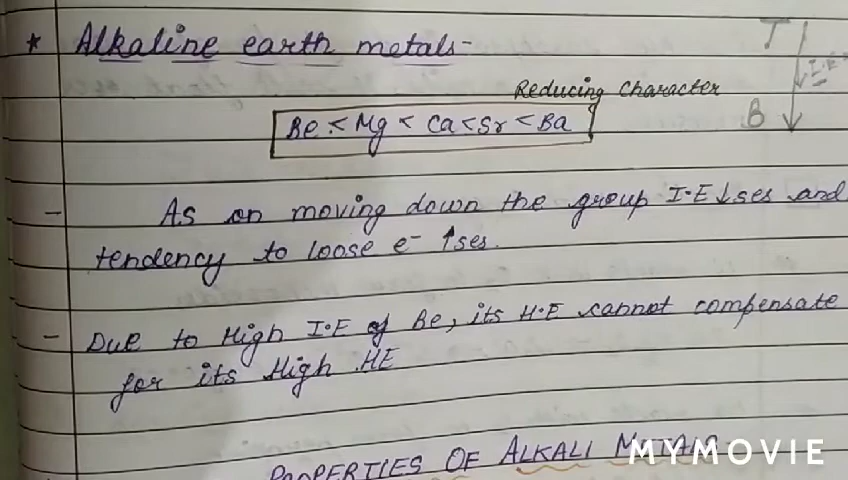 * Alkaline earth metals-
T
I.E
Reducing Character
Be < Mg < Ca < Sr < Ba
B
- As on moving down the group I.E ↓ses and
tendency to loose e- ↑ses.
- Due to High I.E of Be, its H.E cannot compensate
for its High HE
PROPERTIES OF ALKALI METALS
MYMOVIE